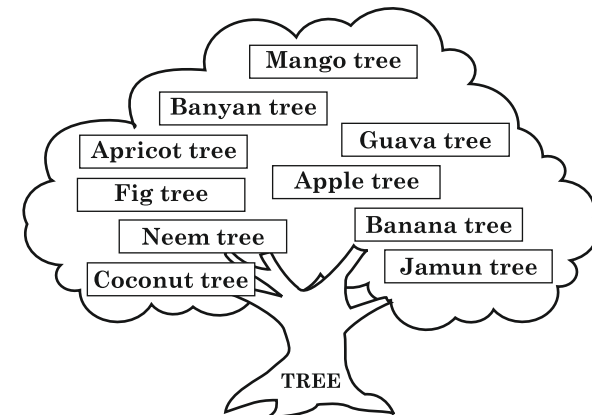 Mango tree
Banyan tree
Guava tree
Apricot tree
Apple tree
Fig tree
Banana tree
Neem tree
Jamun tree
Coconut tree
TREE